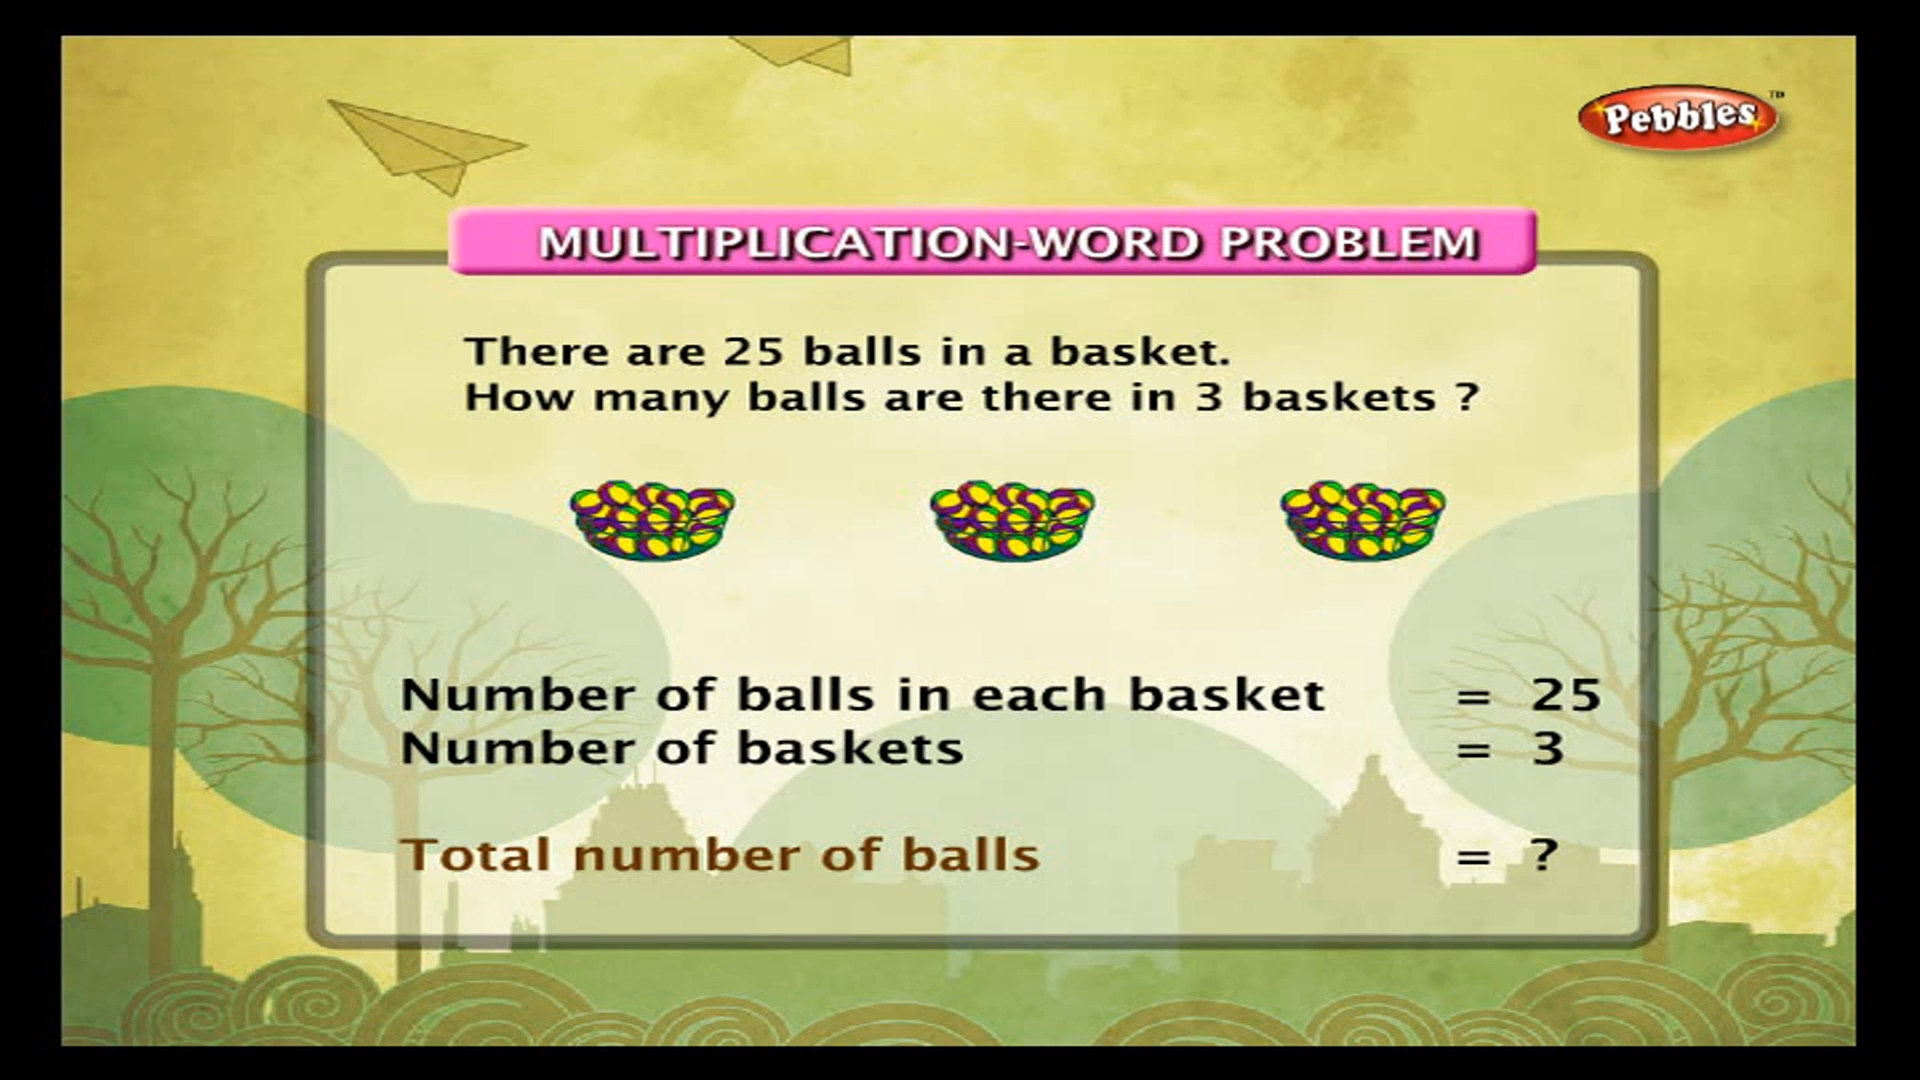 Pebbles™
MULTIPLICATION-WORD PROBLEM
There are 25 balls in a basket.
How many balls are there in 3 baskets ?
Number of balls in each basket = 25
Number of baskets = 3
Total number of balls = ?